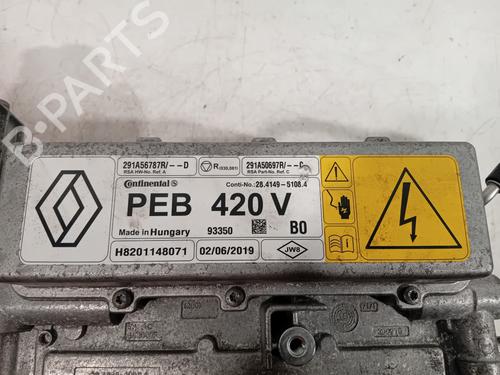 291A56787R/--D
RSA HW-No. Ref. A
R
291A50697R/--C
RSA Part-No. Ref. C
Continental
Conti-No.: 28.4149-5108.4
PEB 420 V
Made in Hungary 93350 B0
H8201148071 02/06/2019 JW8
B-PARTS